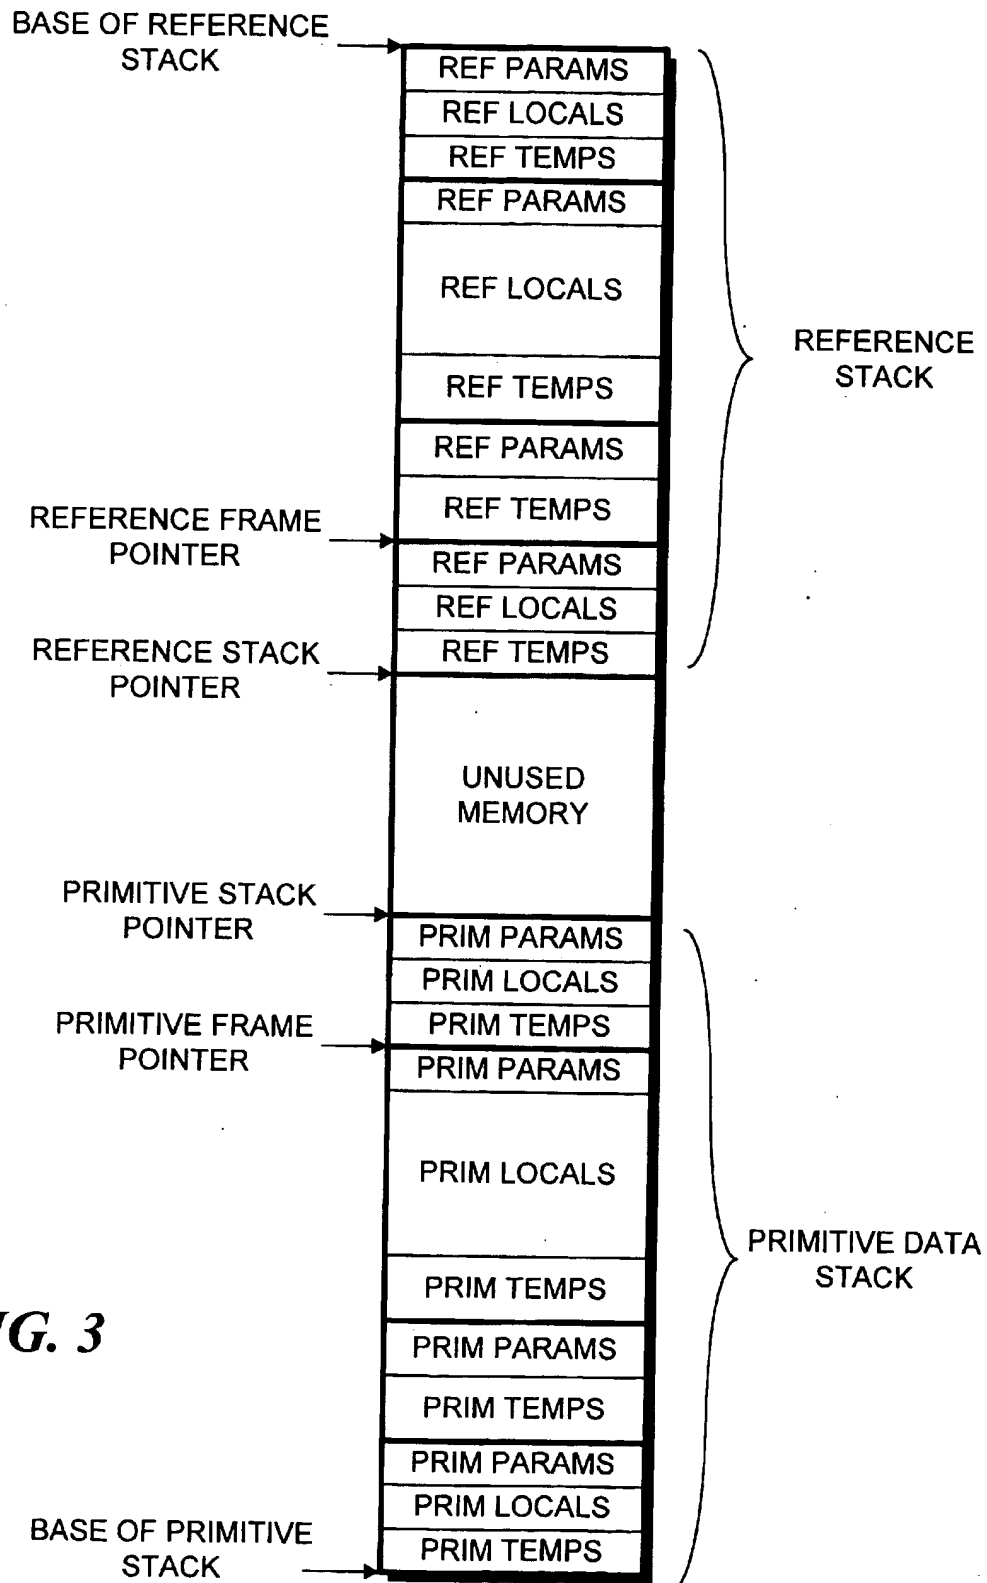 BASE OF REFERENCE
STACK
REF PARAMS
REF LOCALS
REF TEMPS
REF PARAMS
REF LOCALS
REF TEMPS
REF PARAMS
REF TEMPS
REFERENCE
STACK
REFERENCE FRAME
POINTER
REF PARAMS
REF LOCALS
REF TEMPS
REFERENCE STACK
POINTER
UNUSED
MEMORY
PRIMITIVE STACK
POINTER
PRIM PARAMS
PRIM LOCALS
PRIM TEMPS
PRIMITIVE FRAME
POINTER
PRIM PARAMS
PRIM LOCALS
PRIM TEMPS
PRIMITIVE DATA
STACK
PRIM PARAMS
PRIM TEMPS
PRIM PARAMS
PRIM LOCALS
PRIM TEMPS
BASE OF PRIMITIVE
STACK
G. 3